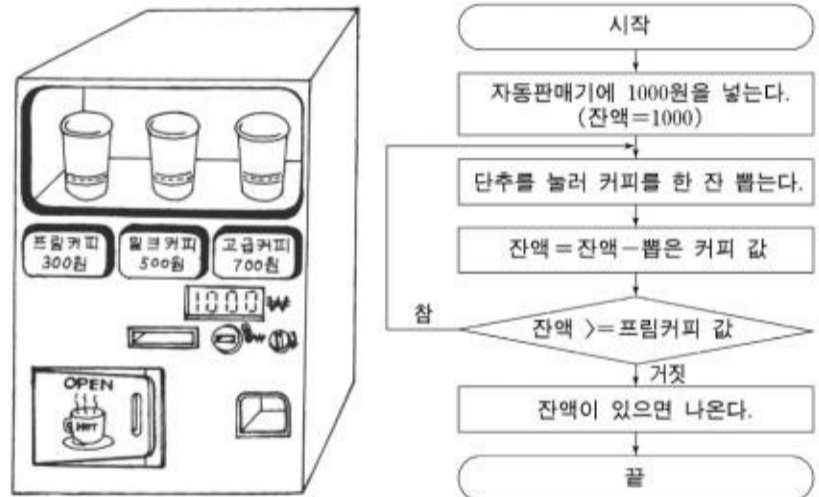 프림커피
300원
밀크커피
500원
고급커피
700원
1000 ₩
OPEN
HOT
시작
자동판매기에 1000원을 넣는다.
(잔액=1000)
단추를 눌러 커피를 한 잔 뽑는다.
잔액=잔액-뽑은 커피 값
참
잔액 >=프림커피 값
거짓
잔액이 있으면 나온다.
끝